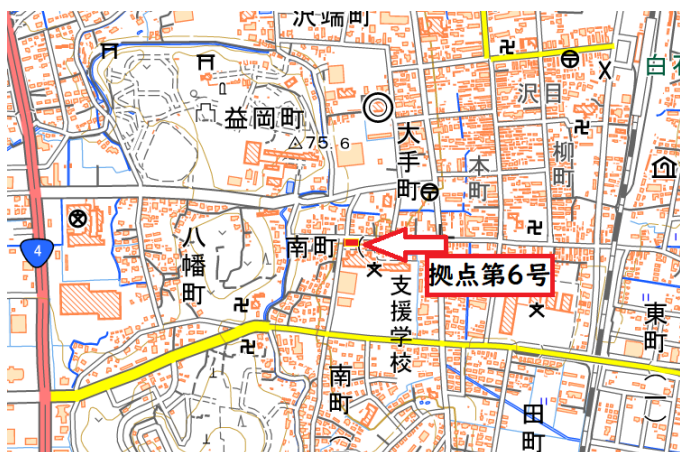 沢端町
益岡町
75.6
大手町
沢目
本町
柳町
白
4
八幡町
南町
拠点第6号
支援学校
南町(
田町
東町(一)